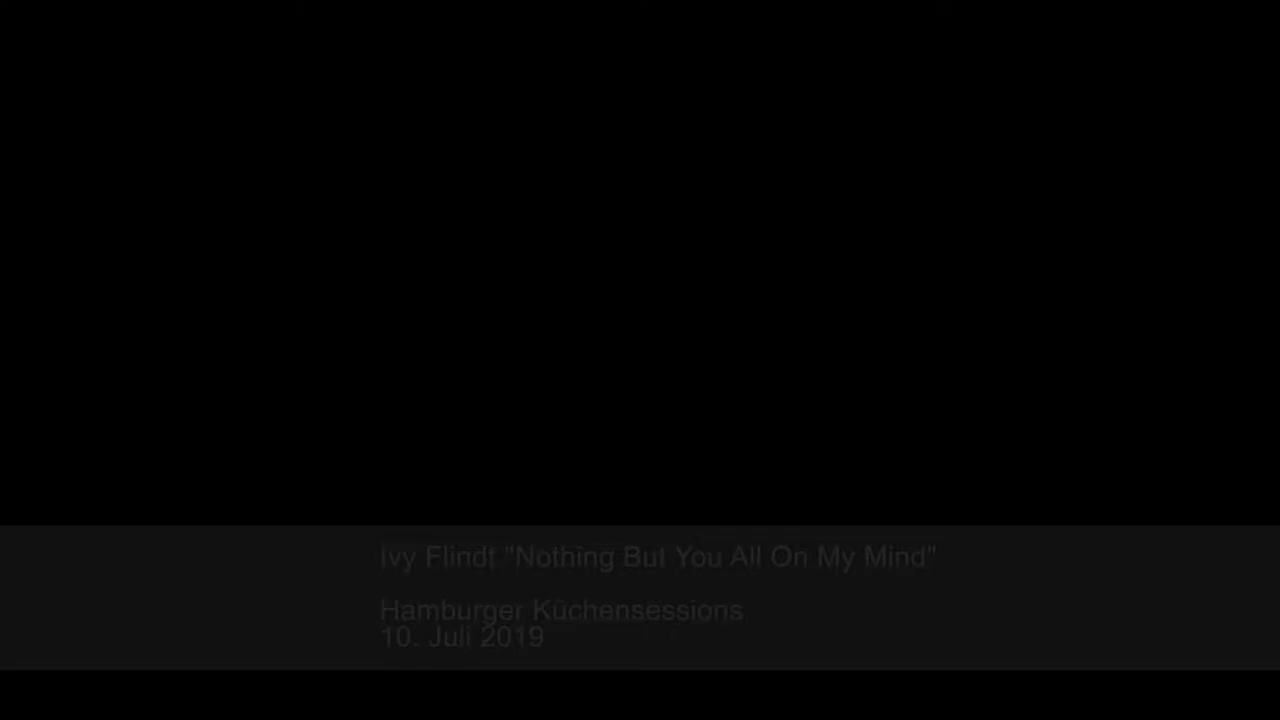 Ivy Flindt "Nothing But You All On My Mind"
Hamburger Küchensessions
10. Juli 2019